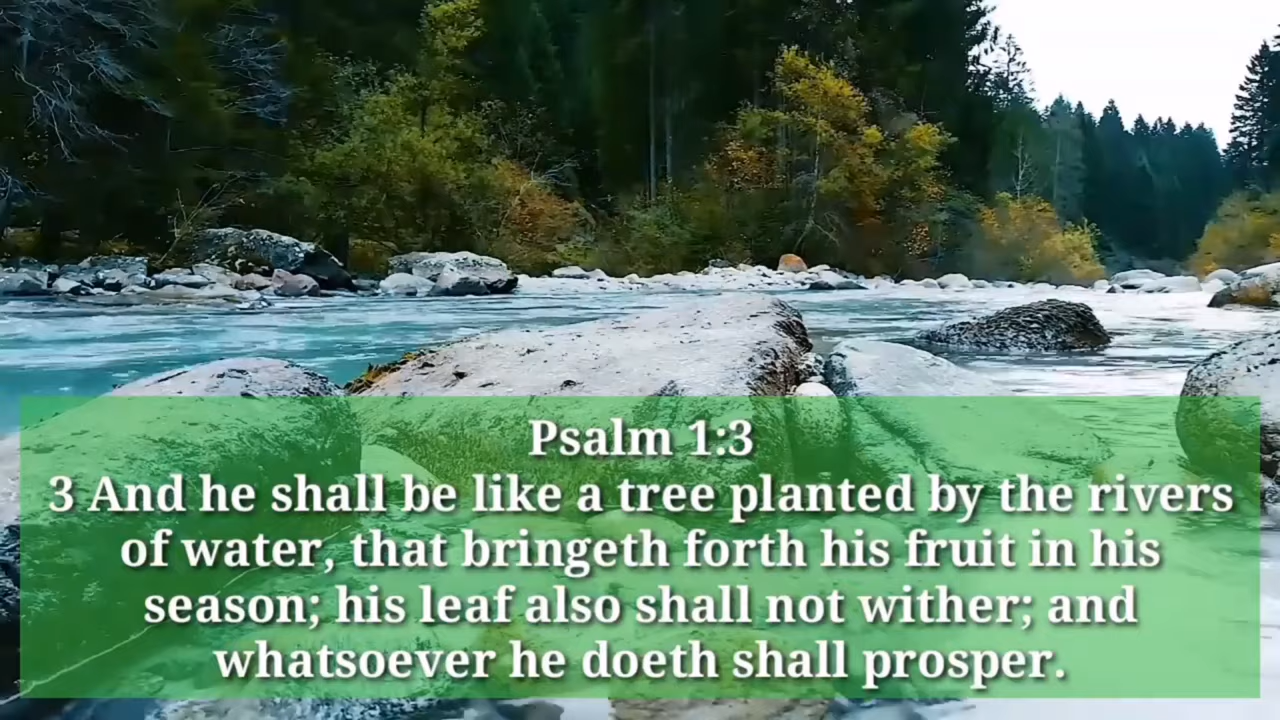 Psalm 1:3
3 And he shall be like a tree planted by the rivers
of water, that bringeth forth his fruit in his
season; his leaf also shall not wither; and
whatsoever he doeth shall prosper.